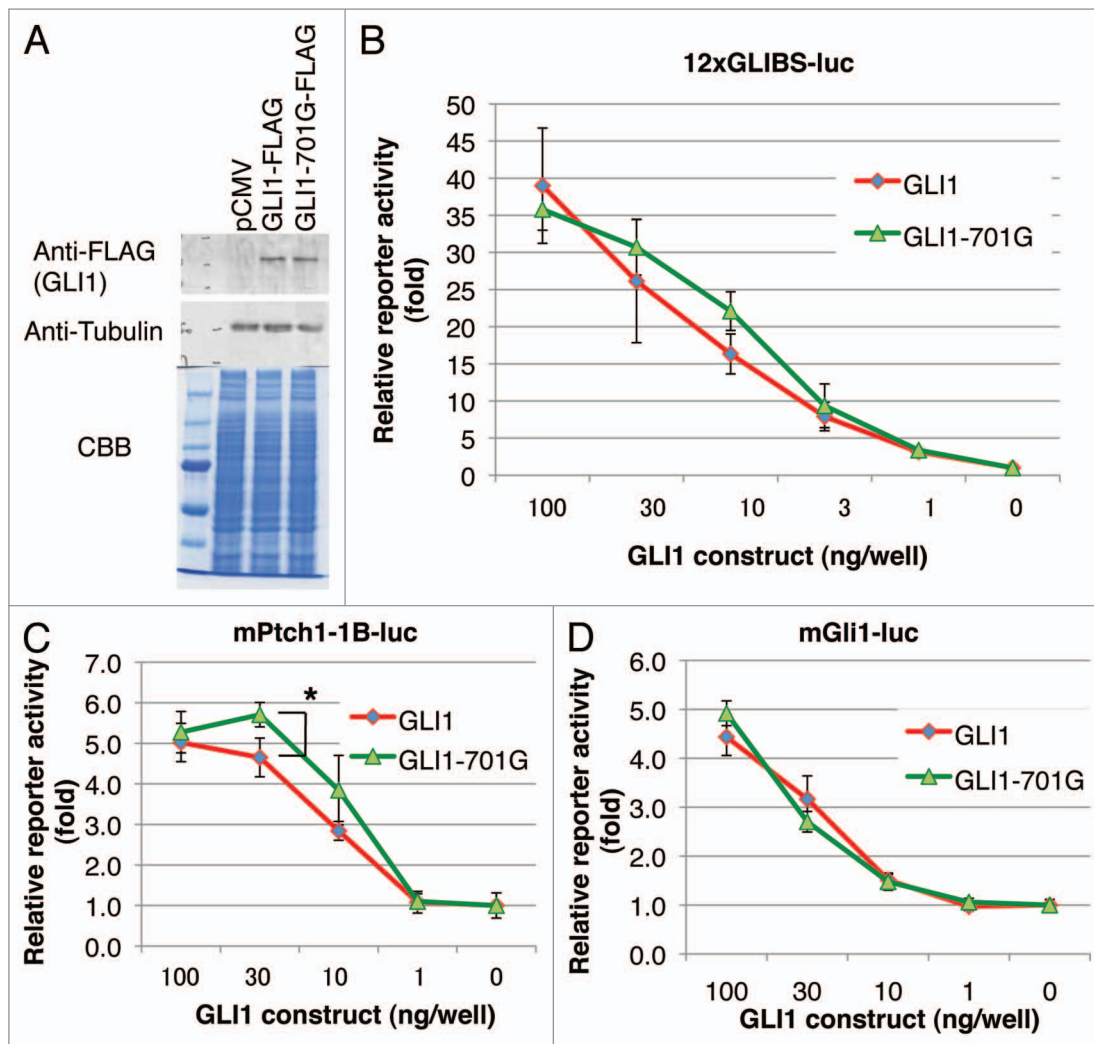 A
pCMV
GLI1-FLAG
GLI1-701G-FLAG
Anti-FLAG
(GLI1)
Anti-Tubulin
CBB
B
12xGLIBS-luc
Relative reporter activity
(fold)
50
45
40
35
30
25
20
15
10
5
0
GLI1
GLI1-701G
100
30
10
3
1
0
GLI1 construct (ng/well)
C
mPtch1-1B-luc
Relative reporter activity
(fold)
7.0
6.0
5.0
4.0
3.0
2.0
1.0
0.0
*
GLI1
GLI1-701G
100
30
10
1
0
GLI1 construct (ng/well)
D
mGli1-luc
Relative reporter activity
(fold)
6.0
5.0
4.0
3.0
2.0
1.0
0.0
GLI1
GLI1-701G
100
30
10
1
0
GLI1 construct (ng/well)